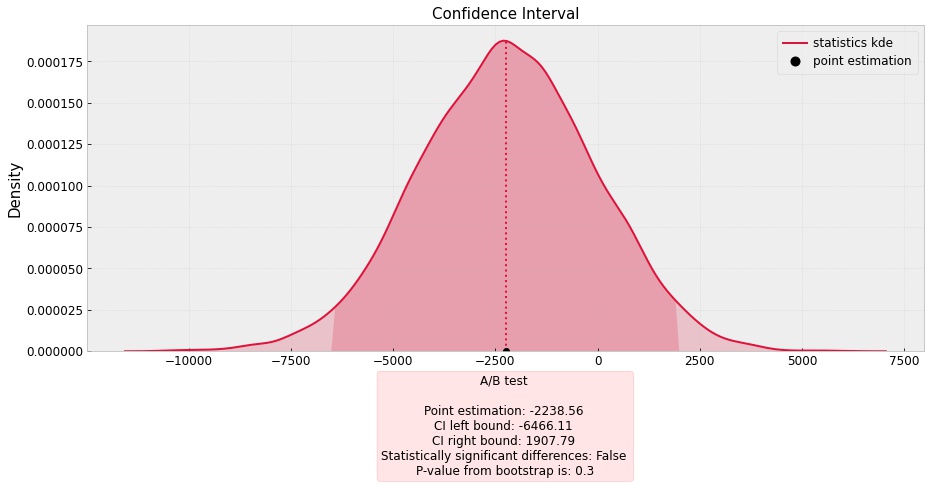 Confidence Interval
statistics kde
point estimation
Density
0.000175
0.000150
0.000125
0.000100
0.000075
0.000050
0.000025
0.000000
−10000 −7500 −5000 −2500 0 2500 5000 7500
A/B test
Point estimation: -2238.56
CI left bound: -6466.11
CI right bound: 1907.79
Statistically significant differences: False
P-value from bootstrap is: 0.3